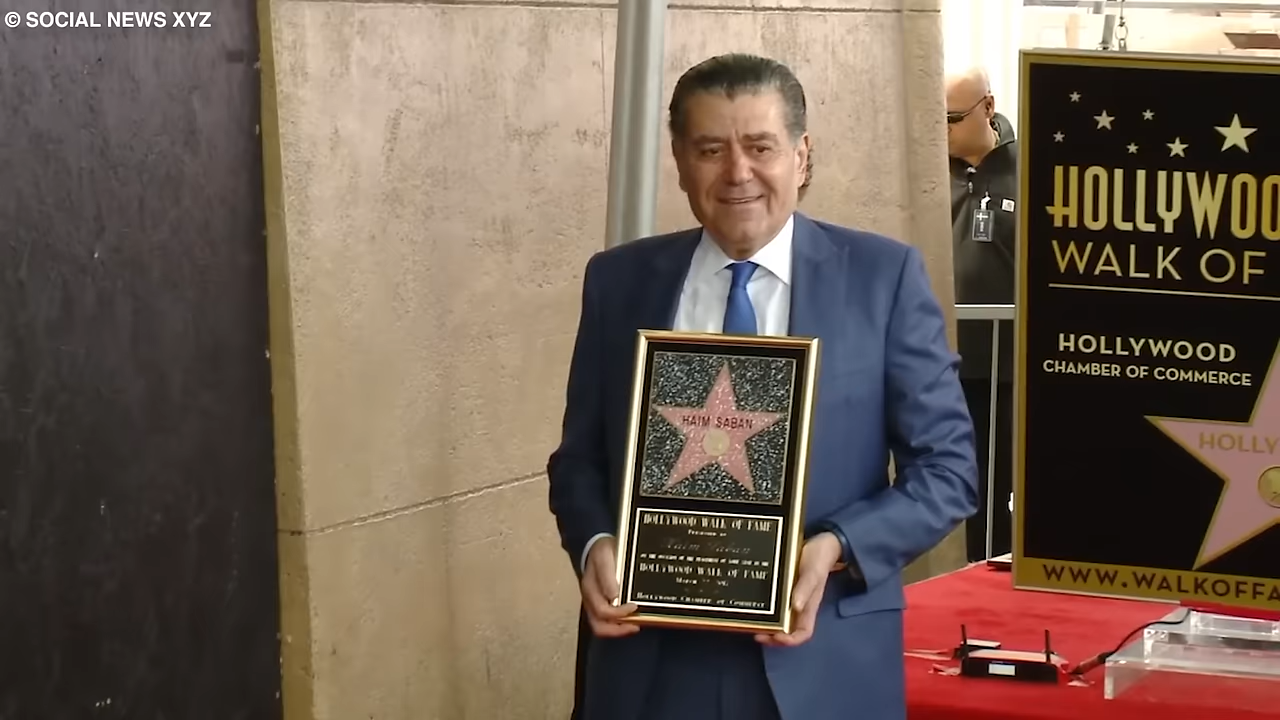 © SOCIAL NEWS XYZ
HOLLYWOO
WALK OF
HOLLYWOOD
CHAMBER OF COMMERCE
HOLLY
WWW.WALKOFFA
HAIM SABAN
HOLLYWOOD WALK OF FAME
HOLLYWOOD WALK OF FAME
HOLLYWOOD CHAMBER OF COMMERCE